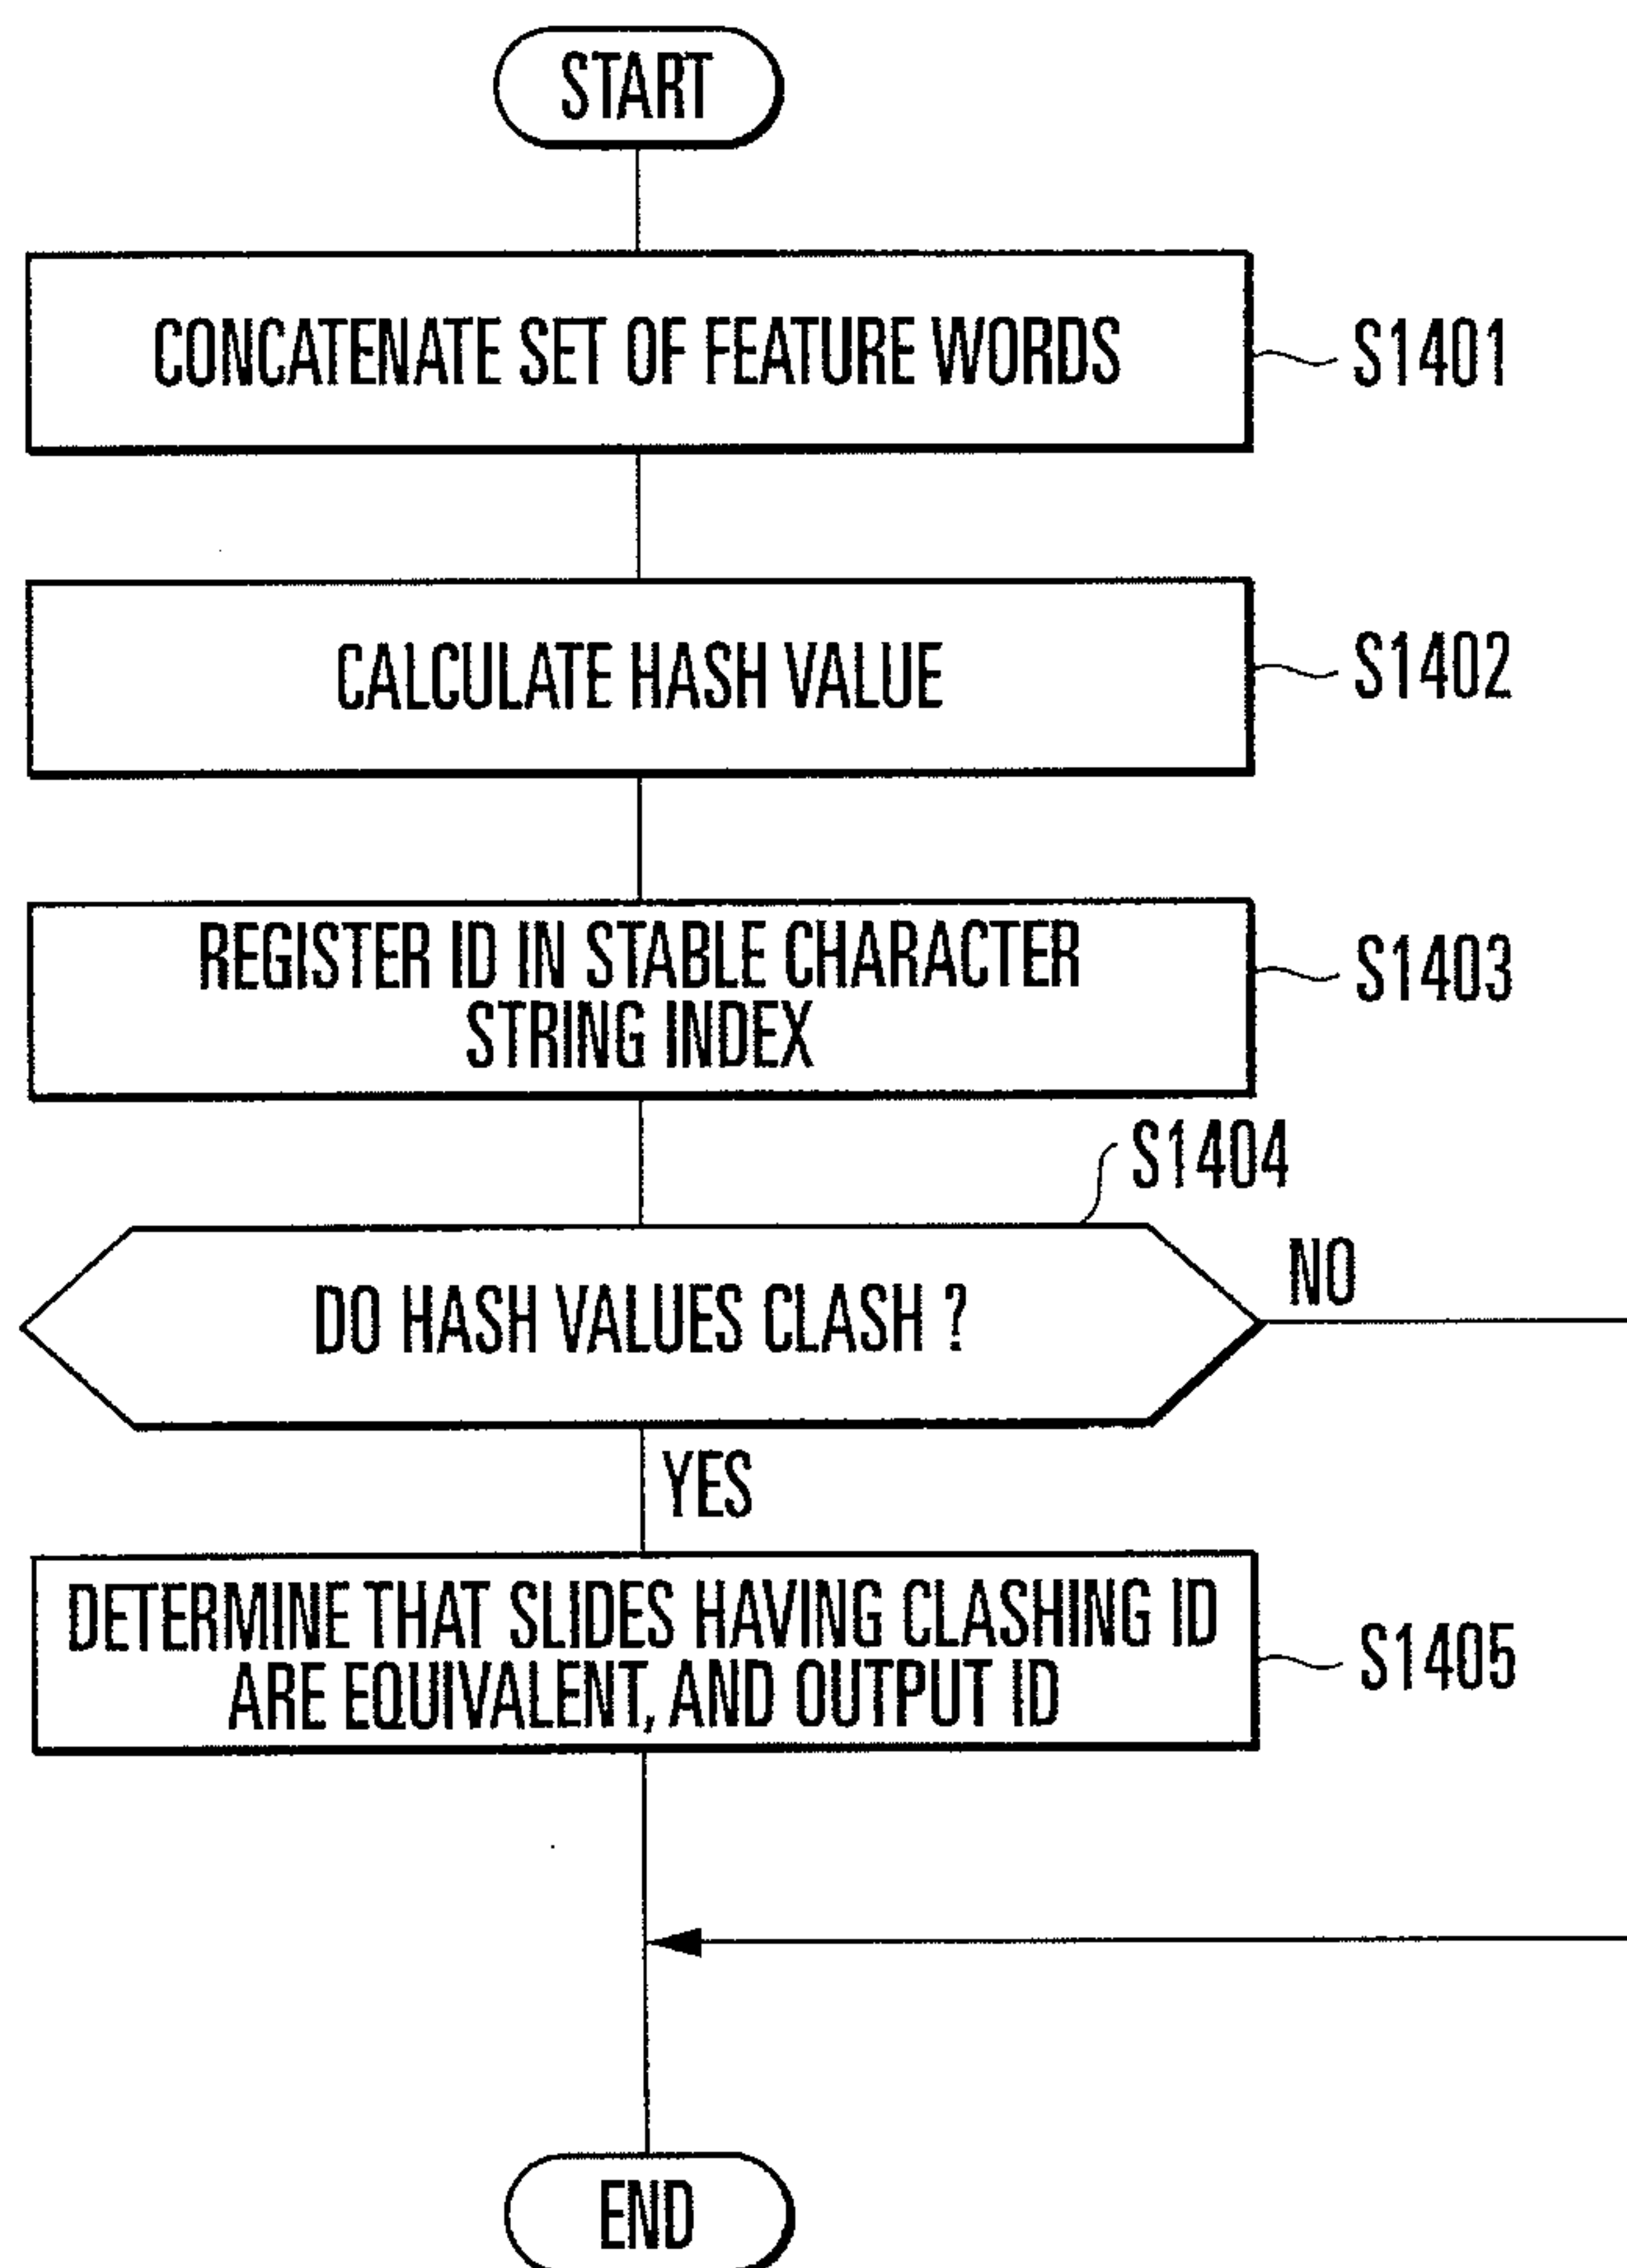 START
CONCATENATE SET OF FEATURE WORDS
S1401
CALCULATE HASH VALUE
S1402
REGISTER ID IN STABLE CHARACTER
STRING INDEX
S1403
S1404
DO HASH VALUES CLASH ?
NO
YES
DETERMINE THAT SLIDES HAVING CLASHING ID
ARE EQUIVALENT, AND OUTPUT ID
S1405
END